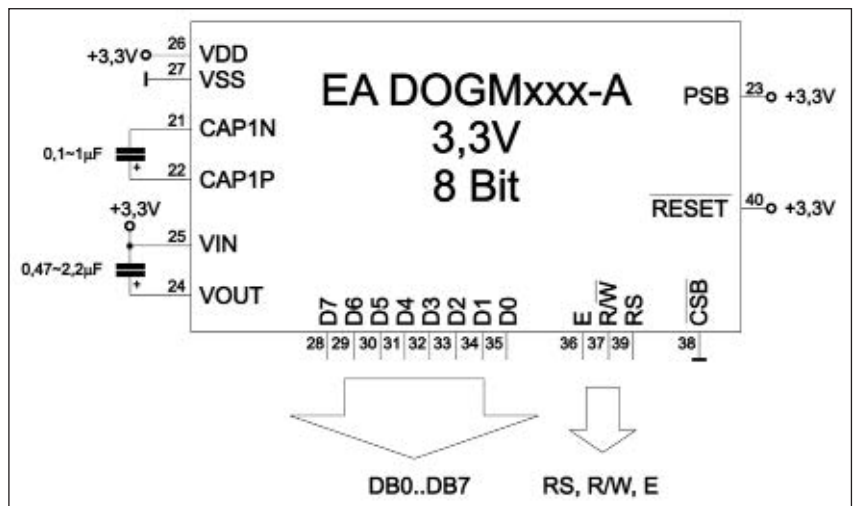 EA DOGMxxx-A
3,3V
8 Bit
+3,3V
26
VDD
27
VSS
21
CAP1N
0,1~1µF
+
22
CAP1P
+3,3V
25
VIN
0,47~2,2µF
+
24
VOUT
PSB
23
+3,3V
RESET
40
+3,3V
D7 D6 D5 D4 D3 D2 D1 D0
E R/W RS
CSB
28 29 30 31 32 33 34 35
36 37 39
38
DB0..DB7
RS, R/W, E